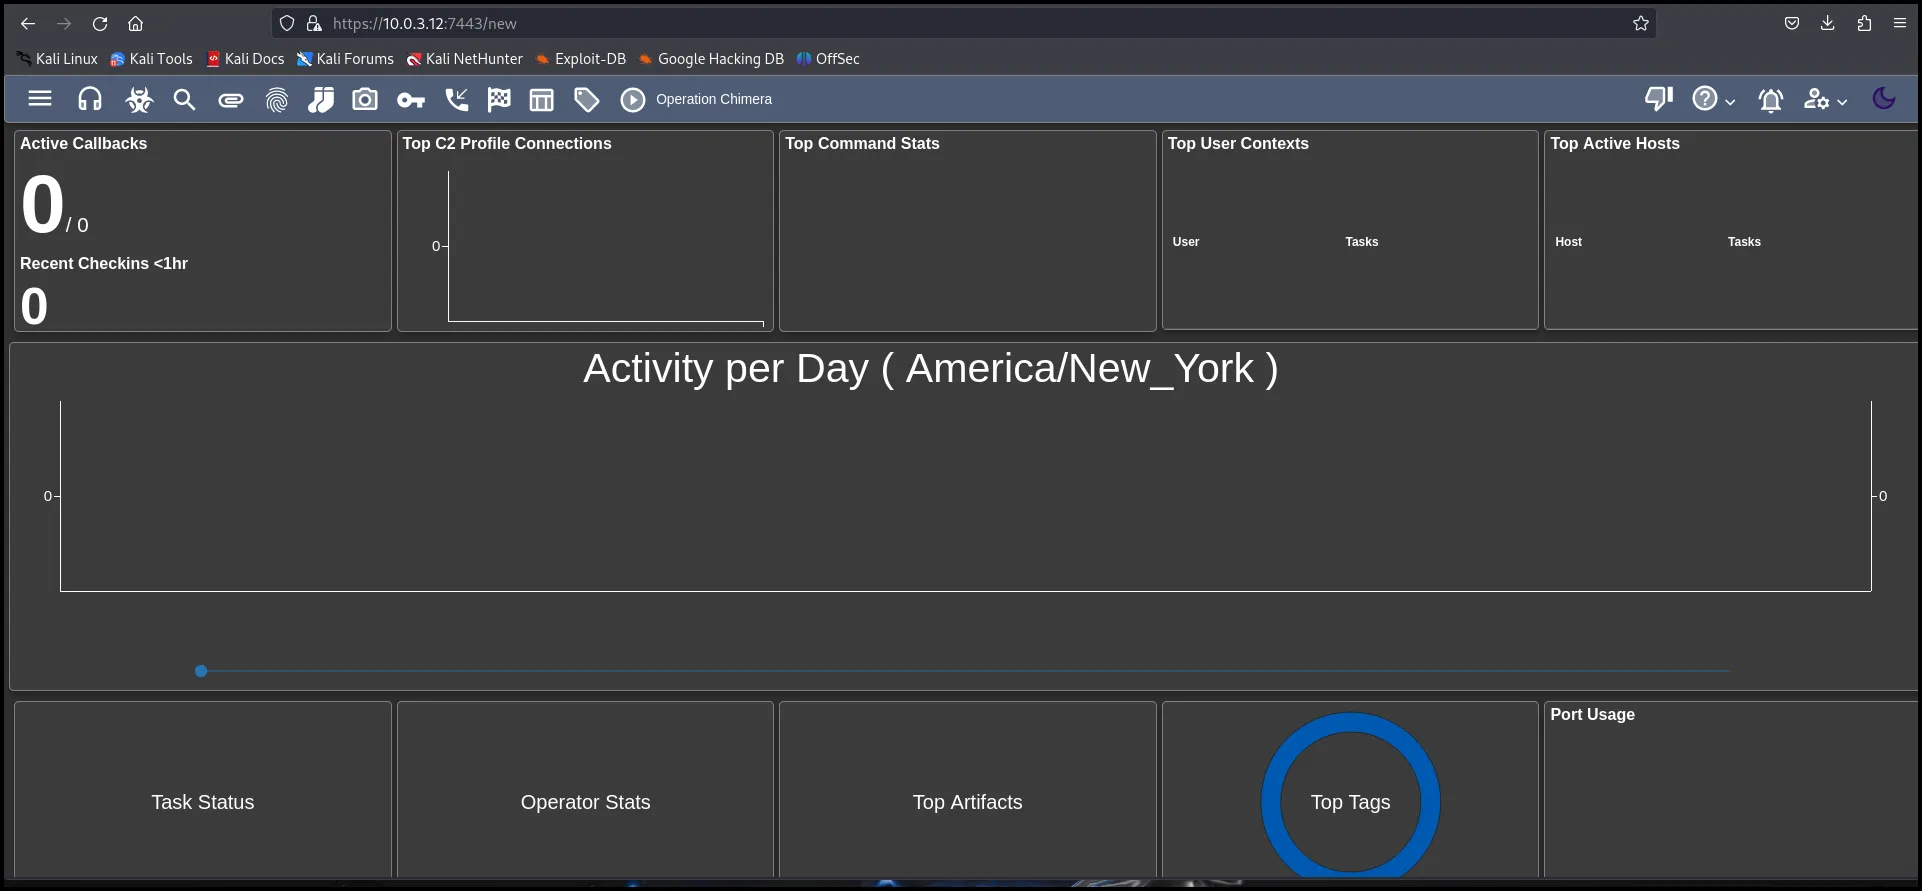 https://10.0.3.12:7443/new
Kali Linux Kali Tools Kali Docs Kali Forums Kali NetHunter Exploit-DB Google Hacking DB OffSec
Operation Chimera
Active Callbacks
0 / 0
Recent Checkins <1hr
0
Top C2 Profile Connections
0
Top Command Stats
Top User Contexts
User Tasks
Top Active Hosts
Host Tasks
Activity per Day ( America/New_York )
0 0
Task Status
Operator Stats
Top Artifacts
Top Tags
Port Usage